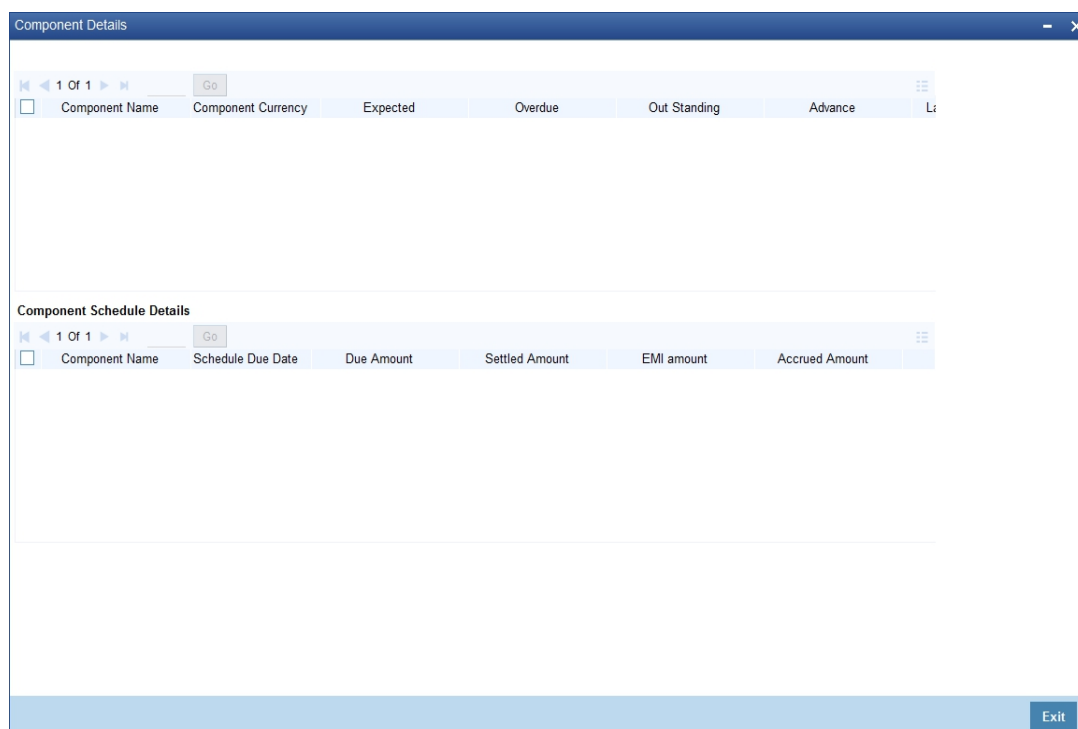 Component Details
1 Of 1 Go
Component Name Component Currency Expected Overdue Out Standing Advance
Component Schedule Details
1 Of 1 Go
Component Name Schedule Due Date Due Amount Settled Amount EMI amount Accrued Amount
Exit